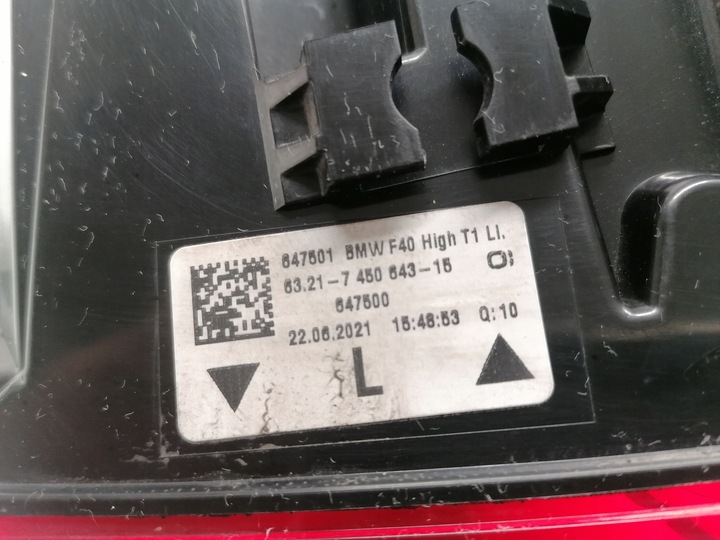 647501 BMW F40 High T1 LI.
63.21-7 450 643-15
647500
22.06.2021 15:48:53 Q:10
L